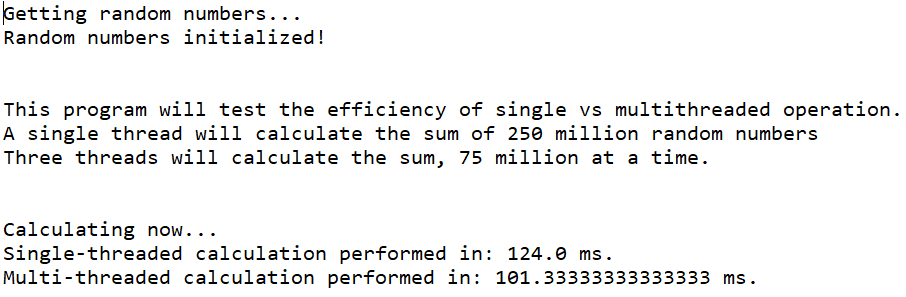 Getting random numbers...
Random numbers initialized!
This program will test the efficiency of single vs multithreaded operation.
A single thread will calculate the sum of 250 million random numbers
Three threads will calculate the sum, 75 million at a time.
Calculating now...
Single-threaded calculation performed in: 124.0 ms.
Multi-threaded calculation performed in: 101.33333333333333 ms.